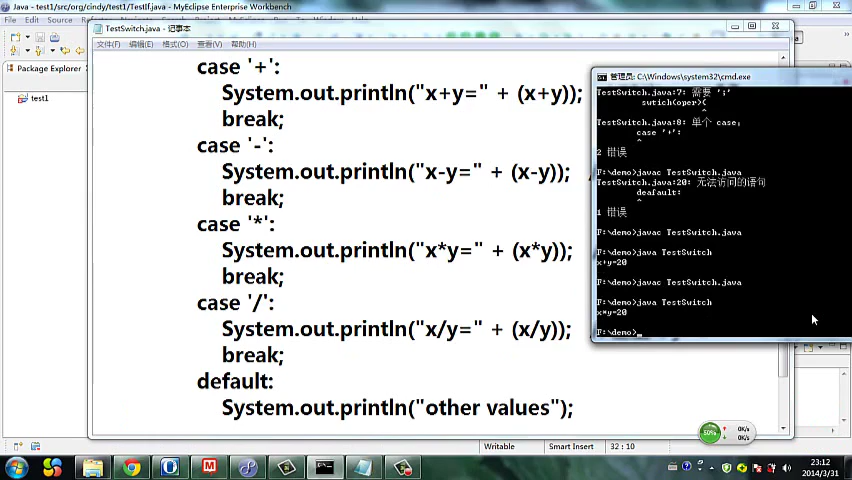 Java - test1/src/org/cindy/test1/TestIf.java - MyEclipse Enterprise Workbench
File Edit Source
TestSwitch.java - 记事本
文件(F) 编辑(E) 格式(O) 查看(V) 帮助(H)
Package Explorer
test1
case '+':
System.out.println("x+y=" + (x+y));
break;
case '-':
System.out.println("x-y=" + (x-y));
break;
case '*':
System.out.println("x*y=" + (x*y));
break;
case '/':
System.out.println("x/y=" + (x/y));
break;
default:
System.out.println("other values");
管理员: C:\Windows\system32\cmd.exe
TestSwitch.java:7: 需要 ';'
sutich(oper){
^
TestSwitch.java:8: 单个 case;
case '+':
^
2 错误
F:\demo>javac TestSwitch.java
TestSwitch.java:20: 无法访问的语句
deafault:
^
1 错误
F:\demo>javac TestSwitch.java
F:\demo>java TestSwitch
x+y=20
F:\demo>javac TestSwitch.java
F:\demo>java TestSwitch
x*y=20
F:\demo>_
50%
0K/s
0K/s
Writable Smart Insert 32 : 10
23:12
2014/3/31